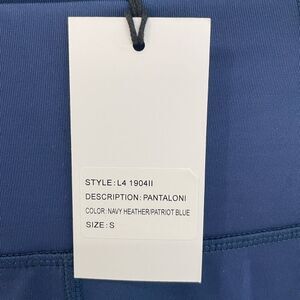 STYLE: L4 1904II
DESCRIPTION: PANTALONI
COLOR: NAVY HEATHER/PATRIOT BLUE
SIZE: S